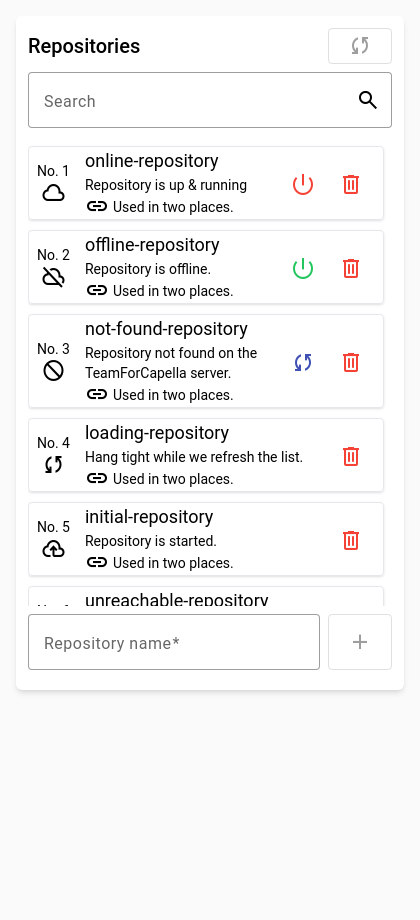 Repositories
Search
No. 1
online-repository
Repository is up & running
Used in two places.
No. 2
offline-repository
Repository is offline.
Used in two places.
No. 3
not-found-repository
Repository not found on the
TeamForCapella server.
Used in two places.
No. 4
loading-repository
Hang tight while we refresh the list.
Used in two places.
No. 5
initial-repository
Repository is started.
Used in two places.
unreachable-repository
Repository name*